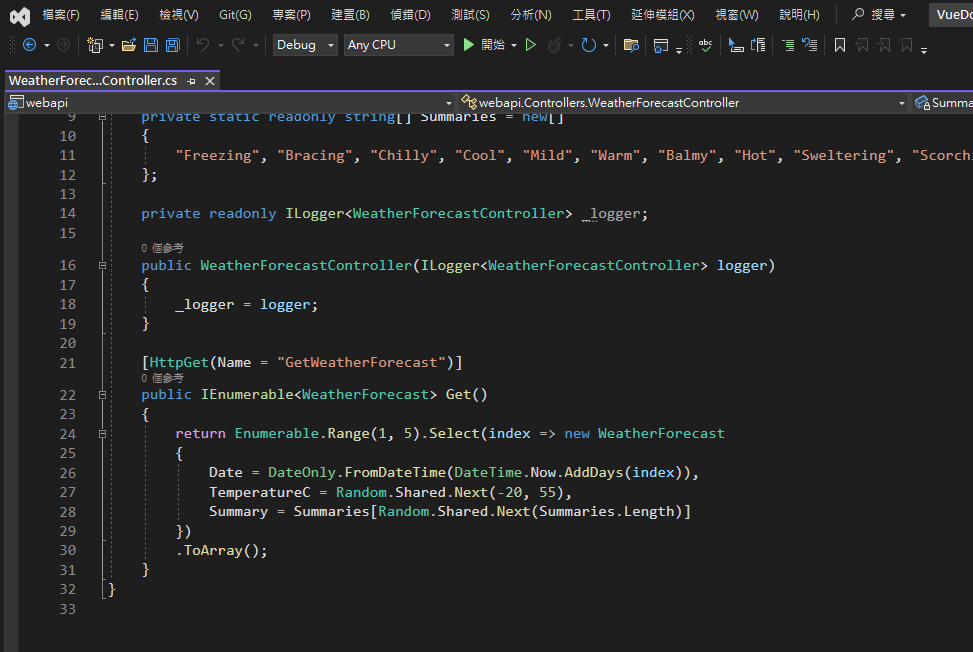 檔案(F) 編輯(E) 檢視(V) Git(G) 專案(P) 建置(B) 偵錯(D) 測試(S) 分析(N) 工具(T) 延伸模組(X) 視窗(W) 說明(H) 搜尋 VueDo
Debug Any CPU 開始
WeatherForec...Controller.cs
webapi webapi.Controllers.WeatherForecastController Summa
9 private static readonly string[] Summaries = new[]
10 {
11 "Freezing", "Bracing", "Chilly", "Cool", "Mild", "Warm", "Balmy", "Hot", "Sweltering", "Scorch
12 };
13
14 private readonly ILogger<WeatherForecastController> _logger;
15
0 個參考
16 public WeatherForecastController(ILogger<WeatherForecastController> logger)
17 {
18 _logger = logger;
19 }
20
21 [HttpGet(Name = "GetWeatherForecast")]
0 個參考
22 public IEnumerable<WeatherForecast> Get()
23 {
24 return Enumerable.Range(1, 5).Select(index => new WeatherForecast
25 {
26 Date = DateOnly.FromDateTime(DateTime.Now.AddDays(index)),
27 TemperatureC = Random.Shared.Next(-20, 55),
28 Summary = Summaries[Random.Shared.Next(Summaries.Length)]
29 })
30 .ToArray();
31 }
32 }
33